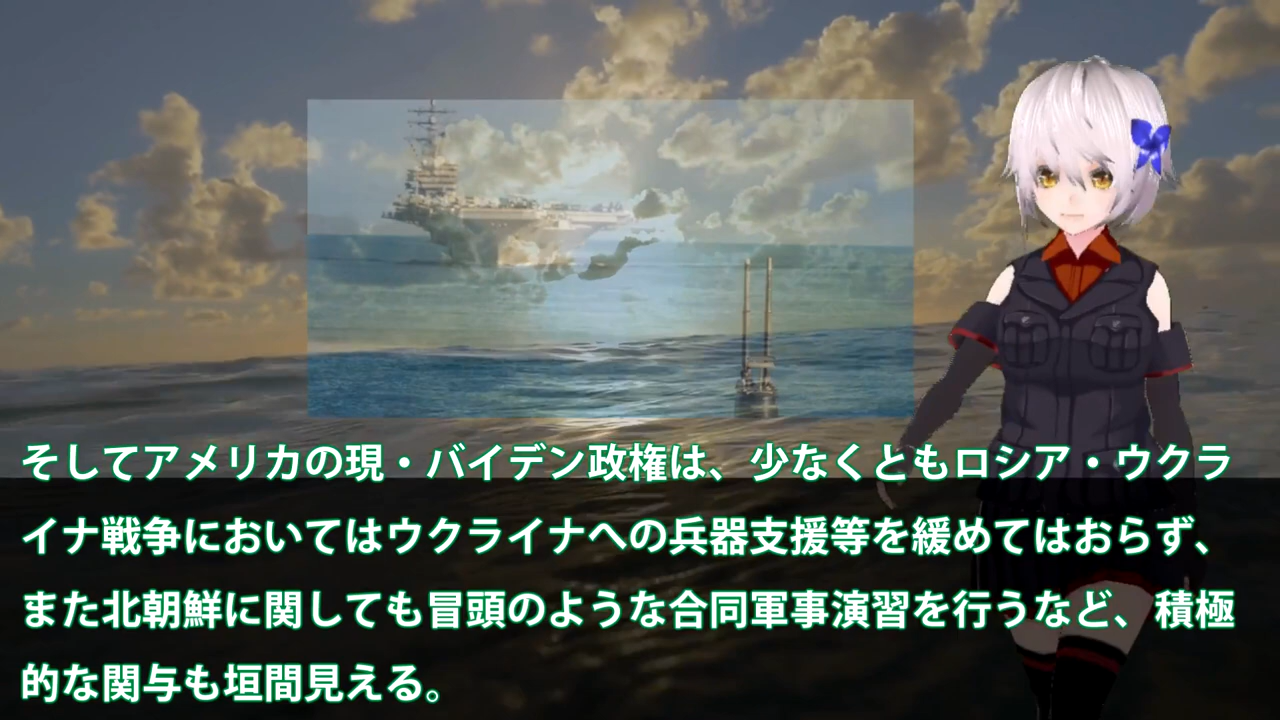 そしてアメリカの現・バイデン政権は、少なくともロシア・ウクラ
イナ戦争においてはウクライナへの兵器支援等を緩めてはおらず、
また北朝鮮に関しても冒頭のような合同軍事演習を行うなど、積極
的な関与も垣間見える。